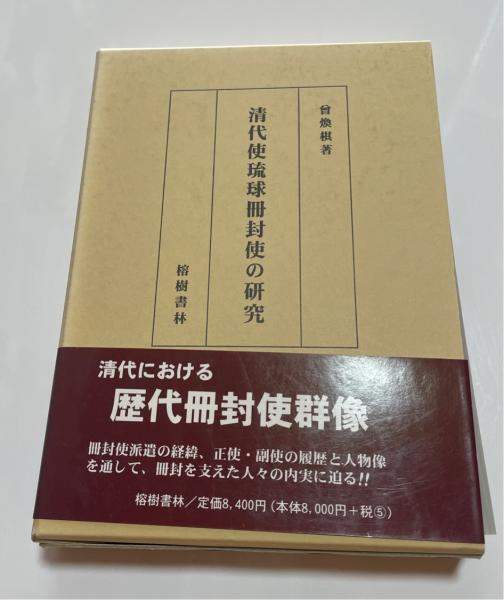 曾煥棋著
清代使琉球冊封使の研究
榕樹書林
清代における
歴代冊封使群像
冊封使派遣の経緯、正使・副使の履歴と人物像
を通して、冊封を支えた人々の内実に迫る!!
榕樹書林／定価8,400円（本体8,000円＋税⑤）